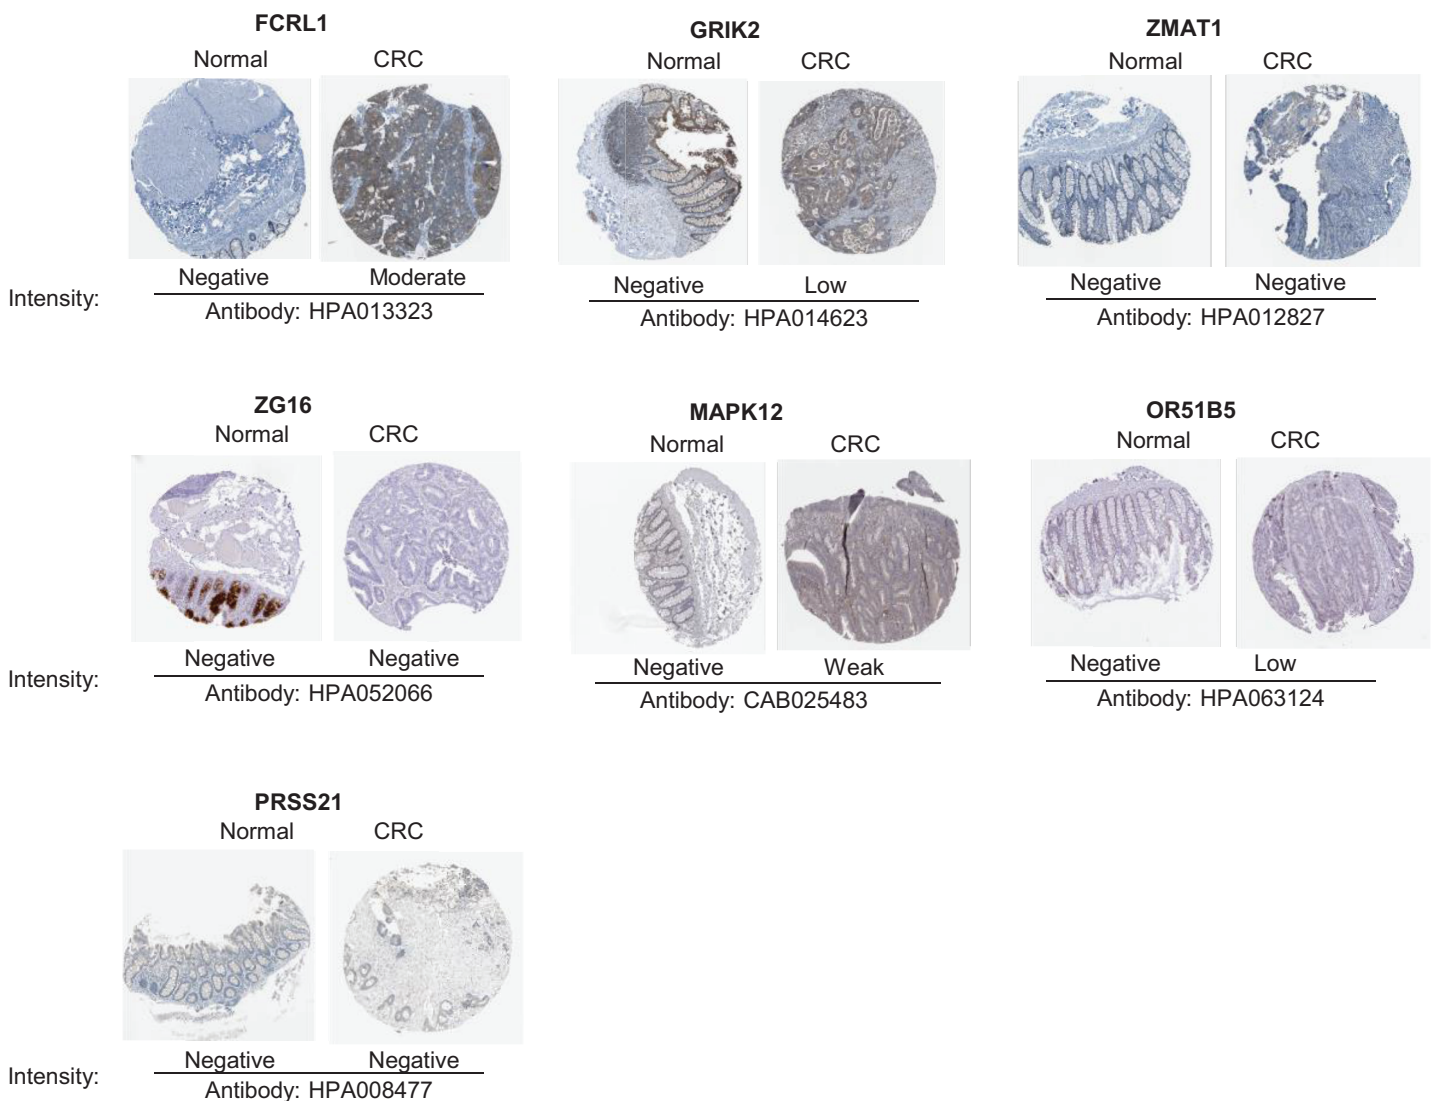 FCRL1
GRIK2
ZMAT1
Normal CRC
Normal CRC
Normal CRC
Negative Moderate
Negative Low
Negative Negative
Intensity:
Antibody: HPA013323
Antibody: HPA014623
Antibody: HPA012827
ZG16
MAPK12
OR51B5
Normal CRC
Normal CRC
Normal CRC
Negative Negative
Negative Weak
Negative Low
Intensity:
Antibody: HPA052066
Antibody: CAB025483
Antibody: HPA063124
PRSS21
Normal CRC
Negative Negative
Intensity:
Antibody: HPA008477